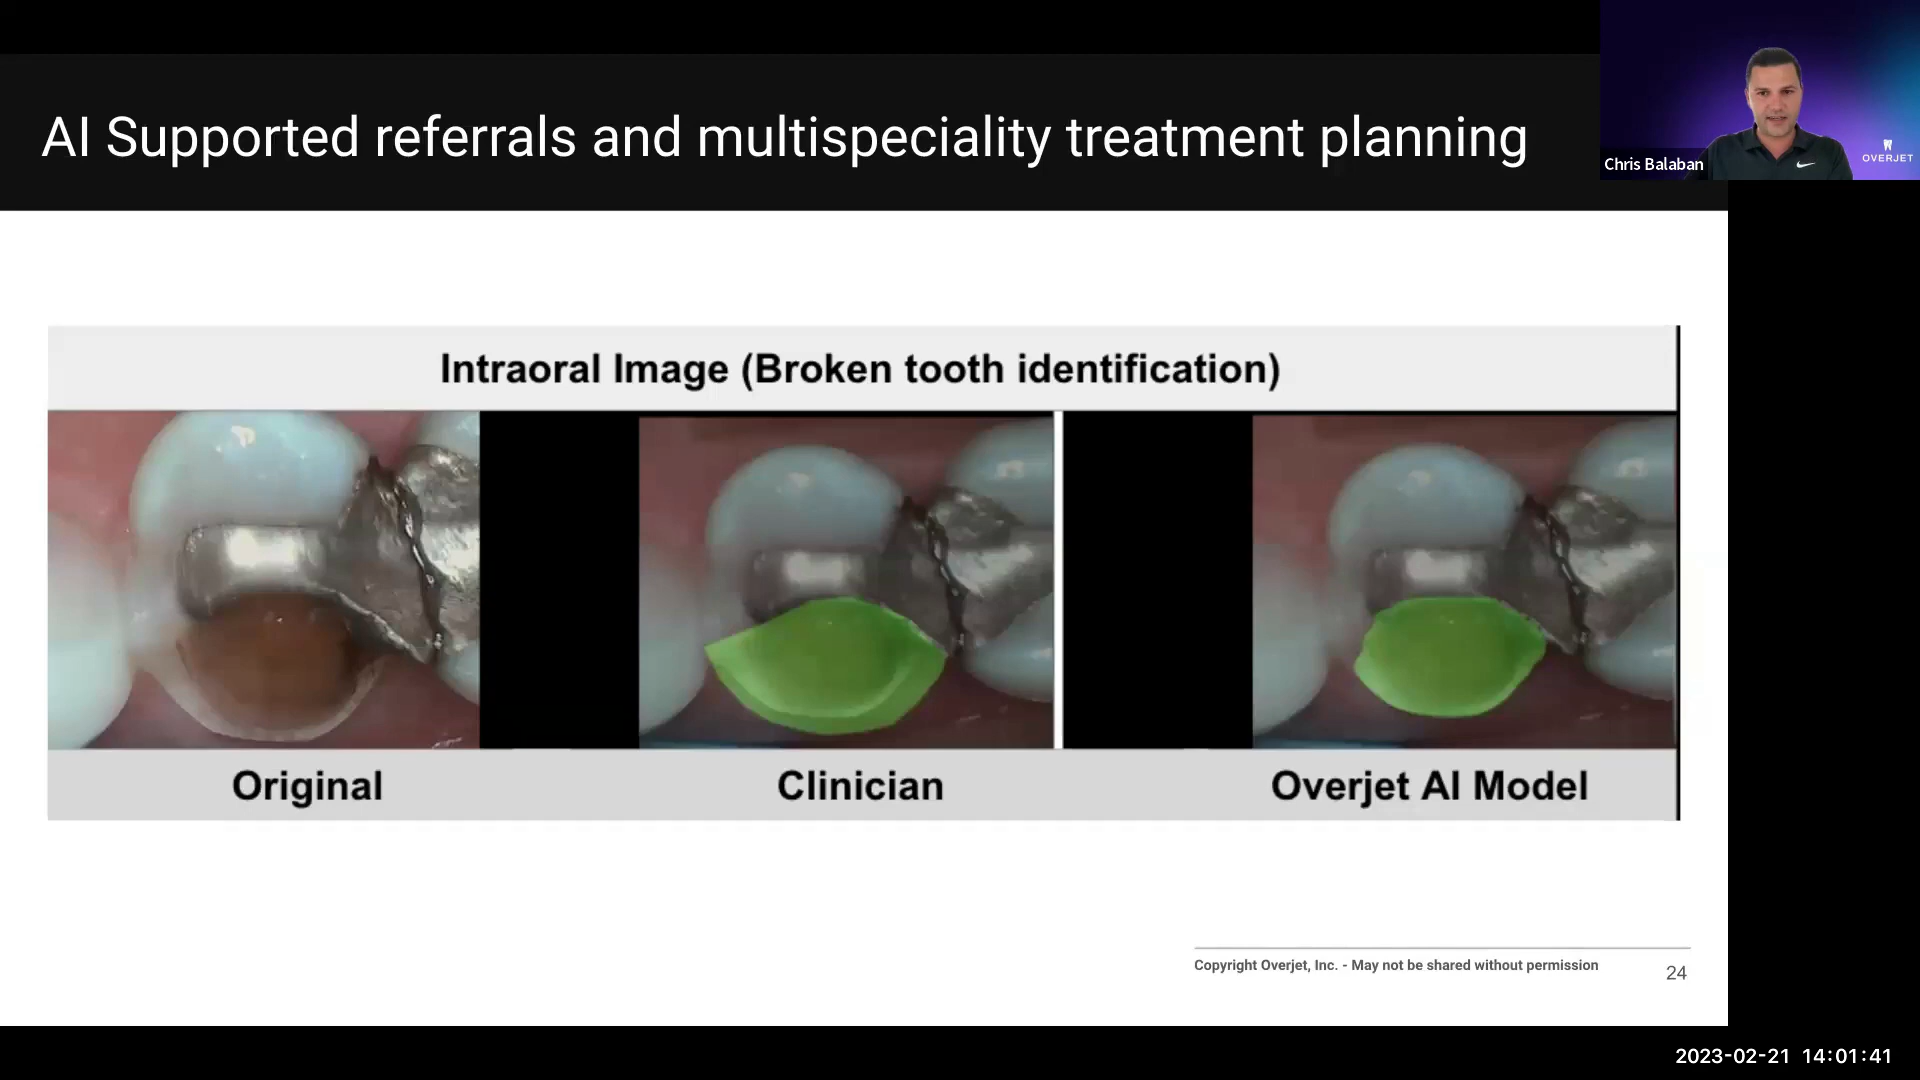 AI Supported referrals and multispeciality treatment planning
Chris Balaban
OVERJET
Intraoral Image (Broken tooth identification)
Original
Clinician
Overjet AI Model
Copyright Overjet, Inc. - May not be shared without permission
24
2023-02-21 14:01:41